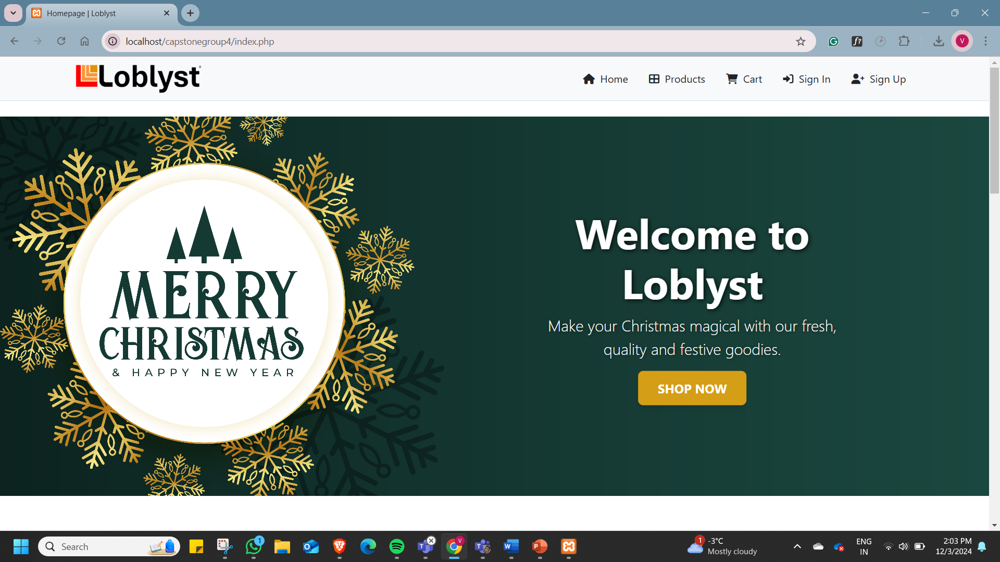 Homepage | Loblyst
localhost/capstonegroup4/index.php
V
Loblyst
Home
Products
Cart
Sign In
Sign Up
MERRY
CHRISTMAS
& HAPPY NEW YEAR
Welcome to
Loblyst
Make your Christmas magical with our fresh,
quality and festive goodies.
SHOP NOW
Search
1
V
1
-3°C
Mostly cloudy
ENG
IN
2:03 PM
12/3/2024